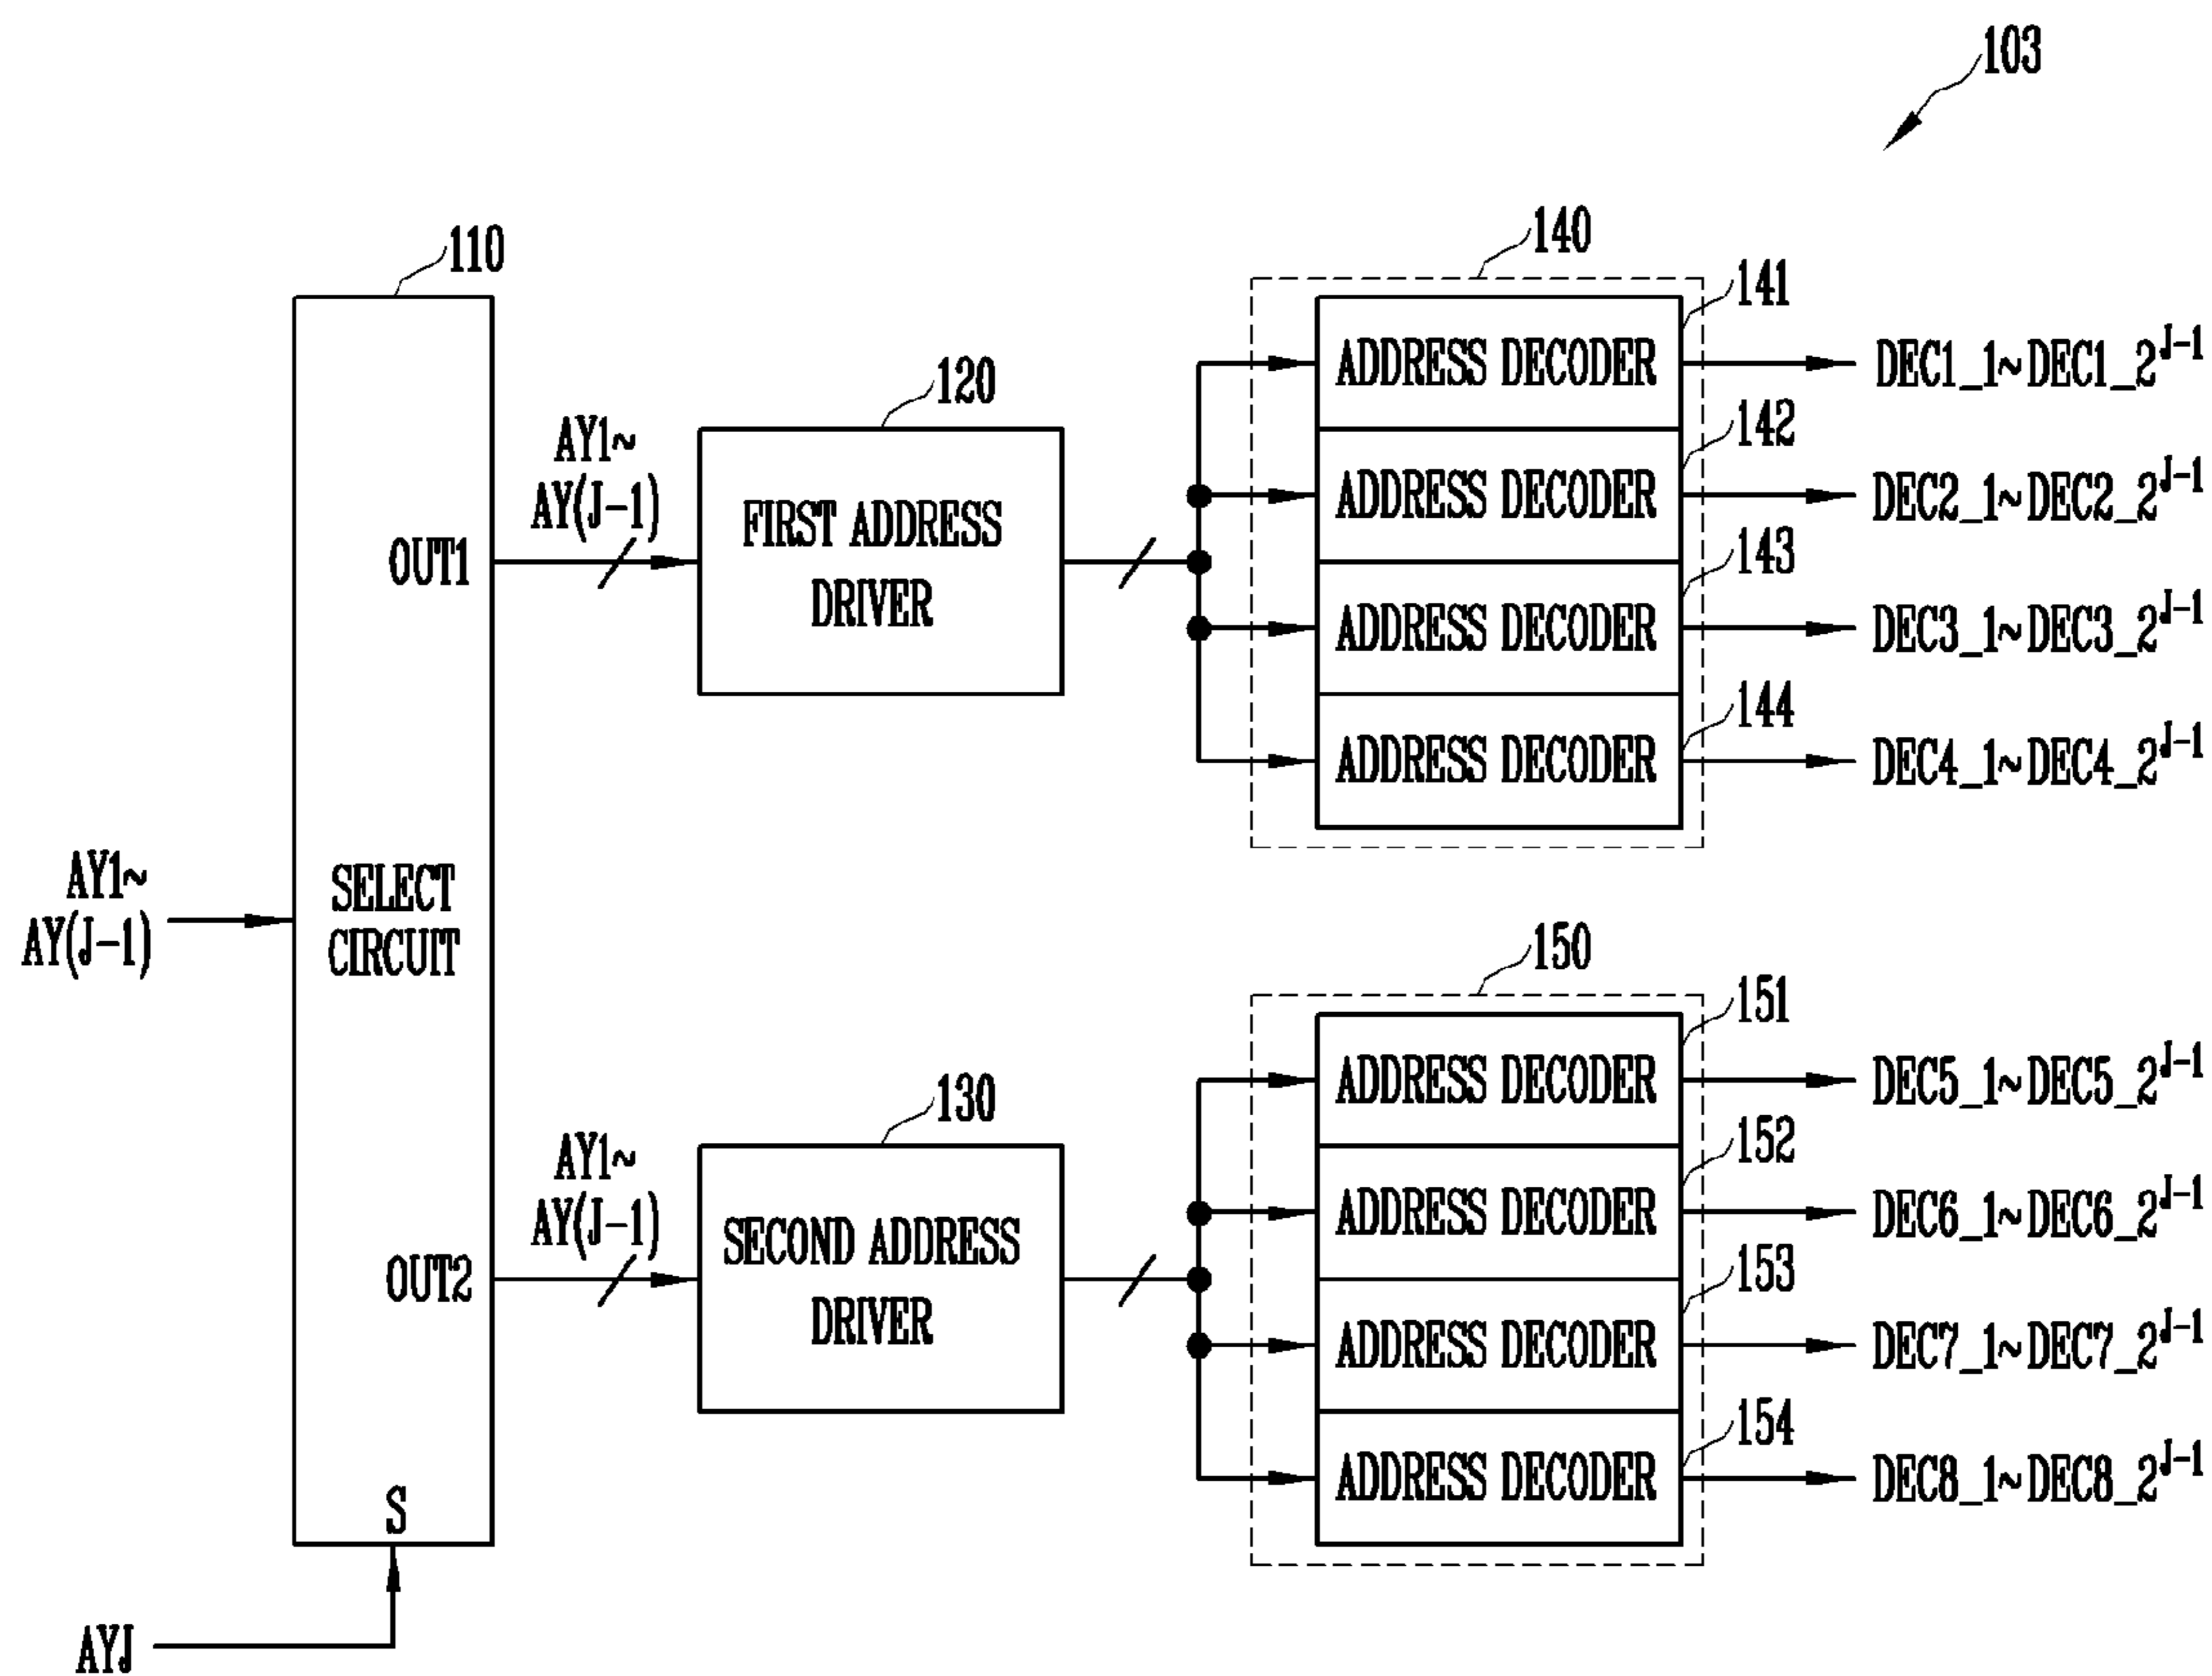 103
110
140
141
ADDRESS DECODER
DEC1_1~DEC1_2^J-1
120
142
AY1~
AY(J-1)
ADDRESS DECODER
DEC2_1~DEC2_2^J-1
FIRST ADDRESS
DRIVER
OUT1
143
ADDRESS DECODER
DEC3_1~DEC3_2^J-1
144
ADDRESS DECODER
DEC4_1~DEC4_2^J-1
AY1~
AY(J-1)
SELECT
CIRCUIT
150
151
ADDRESS DECODER
DEC5_1~DEC5_2^J-1
130
152
AY1~
AY(J-1)
ADDRESS DECODER
DEC6_1~DEC6_2^J-1
SECOND ADDRESS
DRIVER
OUT2
153
ADDRESS DECODER
DEC7_1~DEC7_2^J-1
154
ADDRESS DECODER
DEC8_1~DEC8_2^J-1
S
AYJ